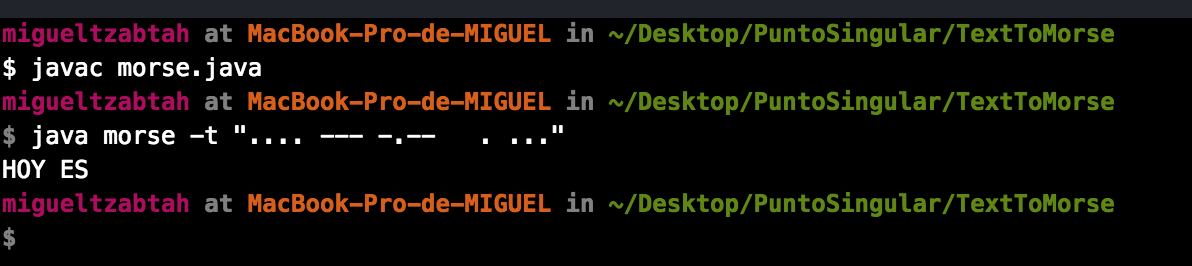 migueltzabtah at MacBook-Pro-de-MIGUEL in ~/Desktop/PuntoSingular/TextToMorse
$ javac morse.java
migueltzabtah at MacBook-Pro-de-MIGUEL in ~/Desktop/PuntoSingular/TextToMorse
$ java morse -t ".... --- -.--   . ..."
HOY ES
migueltzabtah at MacBook-Pro-de-MIGUEL in ~/Desktop/PuntoSingular/TextToMorse
$